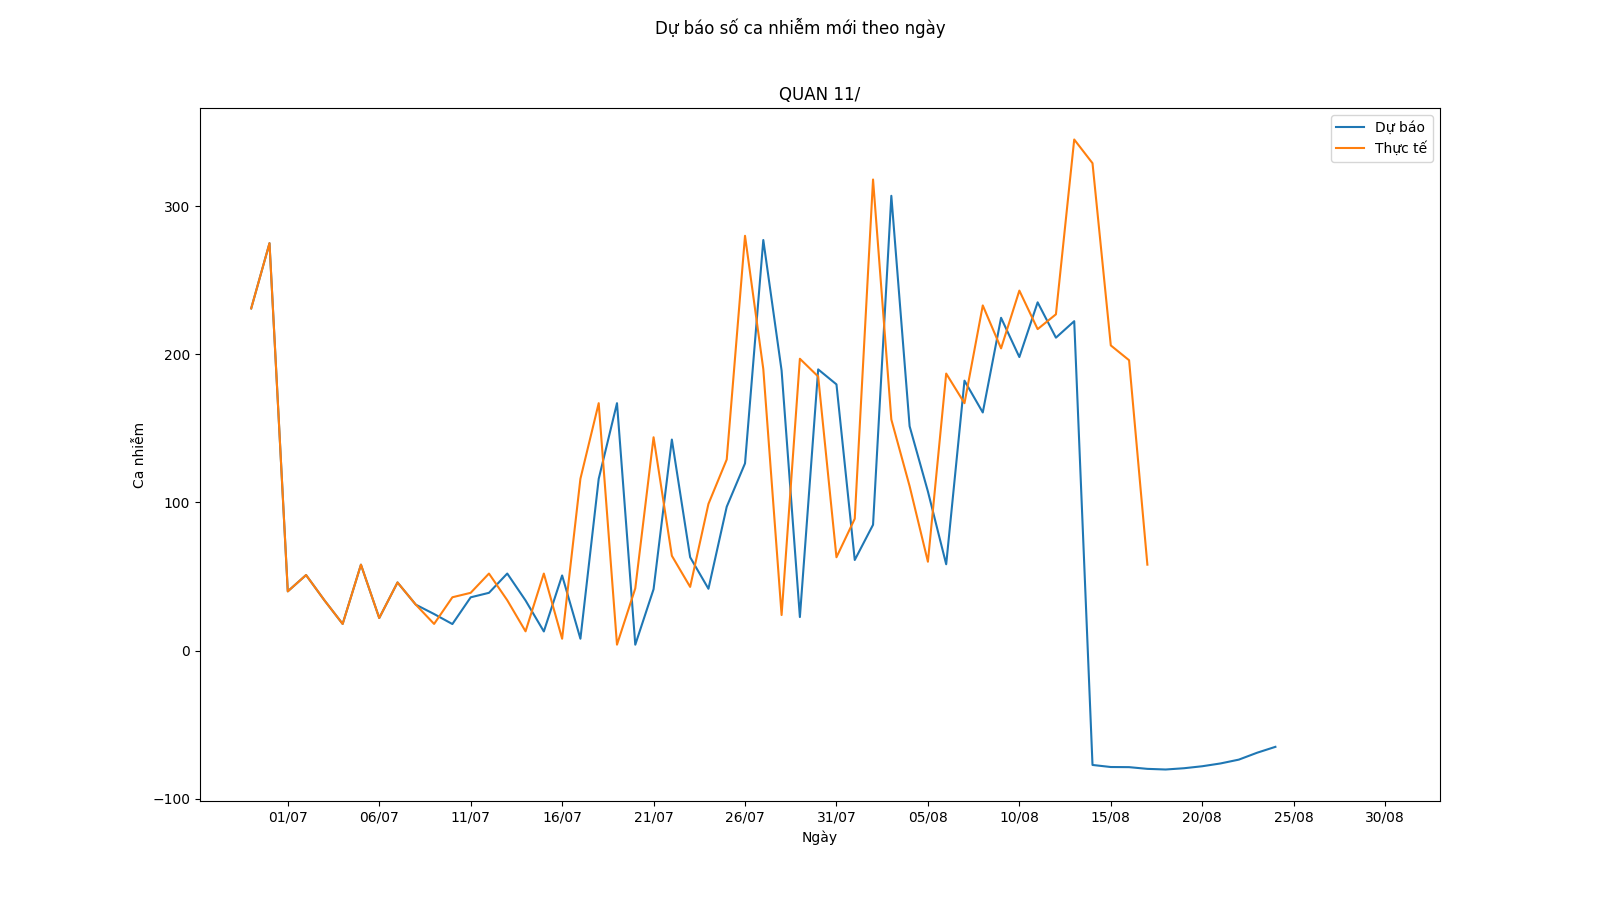 Dự báo số ca nhiễm mới theo ngày
QUAN 11/
Dự báo
Thực tế
300
200
100
0
−100
Ca nhiễm
01/07 06/07 11/07 16/07 21/07 26/07 31/07 05/08 10/08 15/08 20/08 25/08 30/08
Ngày